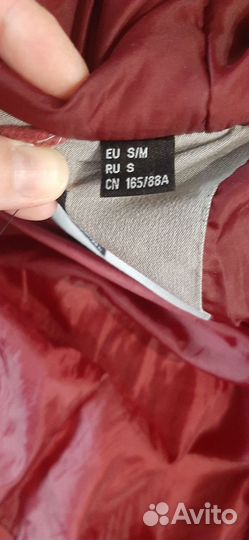 EU S/M
RU S
CN 165/88A
Avito